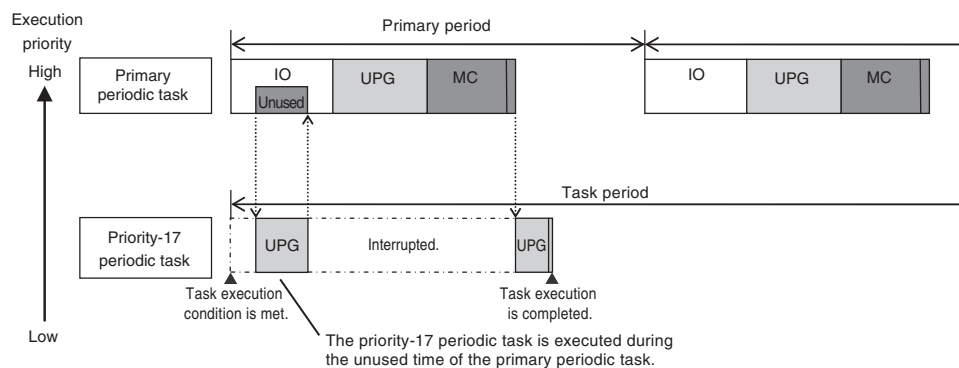 Execution
priority
High
Primary period
Primary
periodic task
IO
Unused
UPG
MC
IO
UPG
MC
Task period
Priority-17
periodic task
UPG
Interrupted.
UPG
Task execution
condition is met.
Task execution
is completed.
Low
The priority-17 periodic task is executed during
the unused time of the primary periodic task.